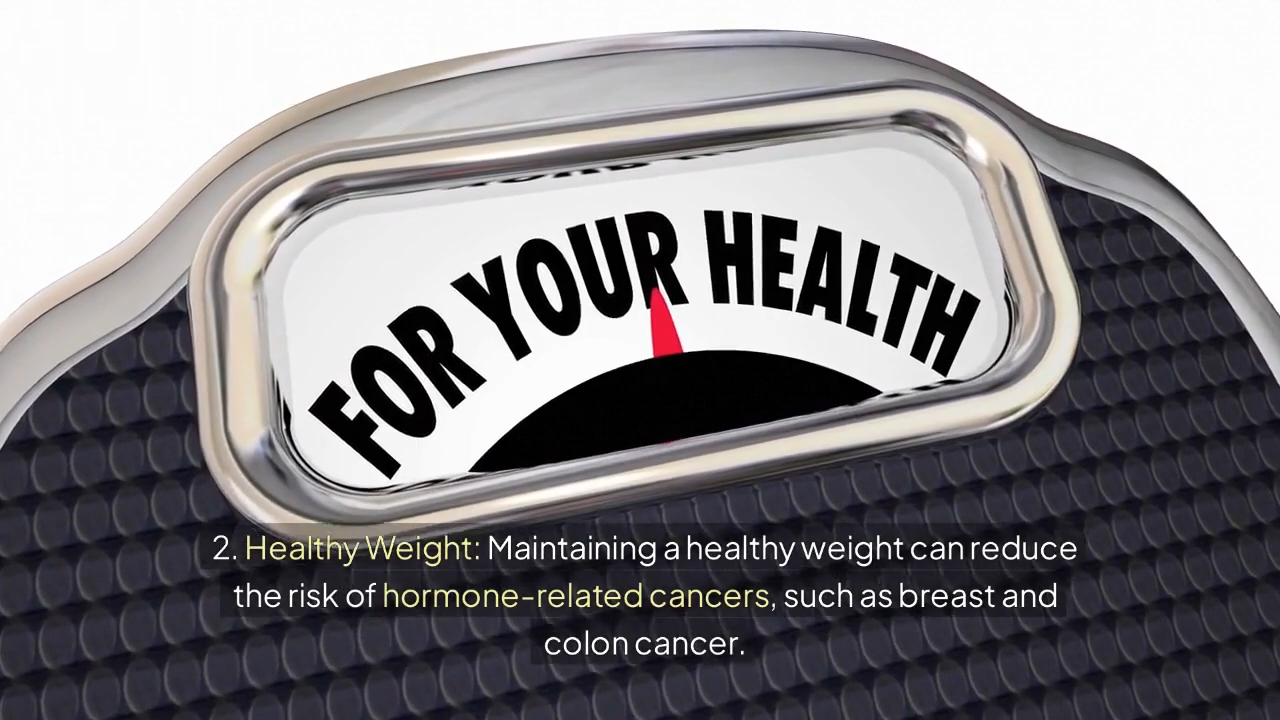 FOR YOUR HEALTH
2. Healthy Weight: Maintaining a healthy weight can reduce
the risk of hormone-related cancers, such as breast and
colon cancer.